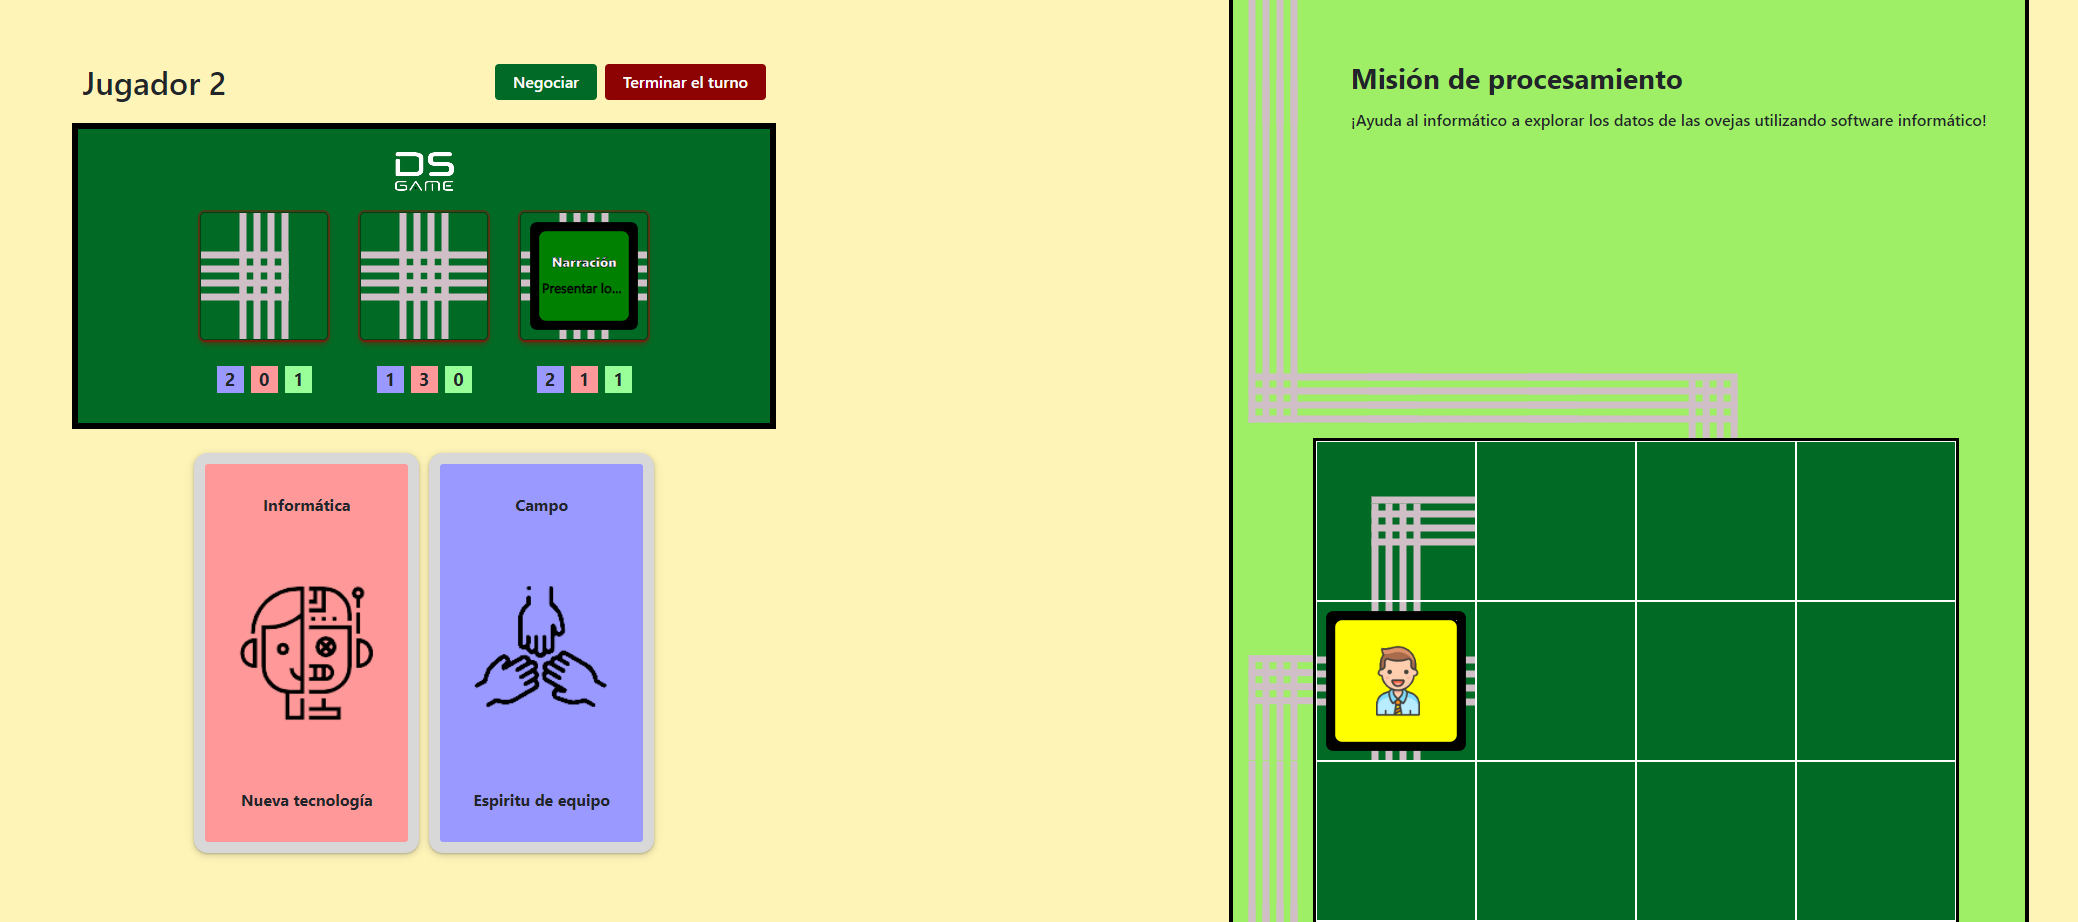 Jugador 2
Negociar
Terminar el turno
DS
GAME
Narración
Presentar lo...
2 0 1
1 3 0
2 1 1
Informática
Nueva tecnología
Campo
Espiritu de equipo
Misión de procesamiento
¡Ayuda al informático a explorar los datos de las ovejas utilizando software informático!